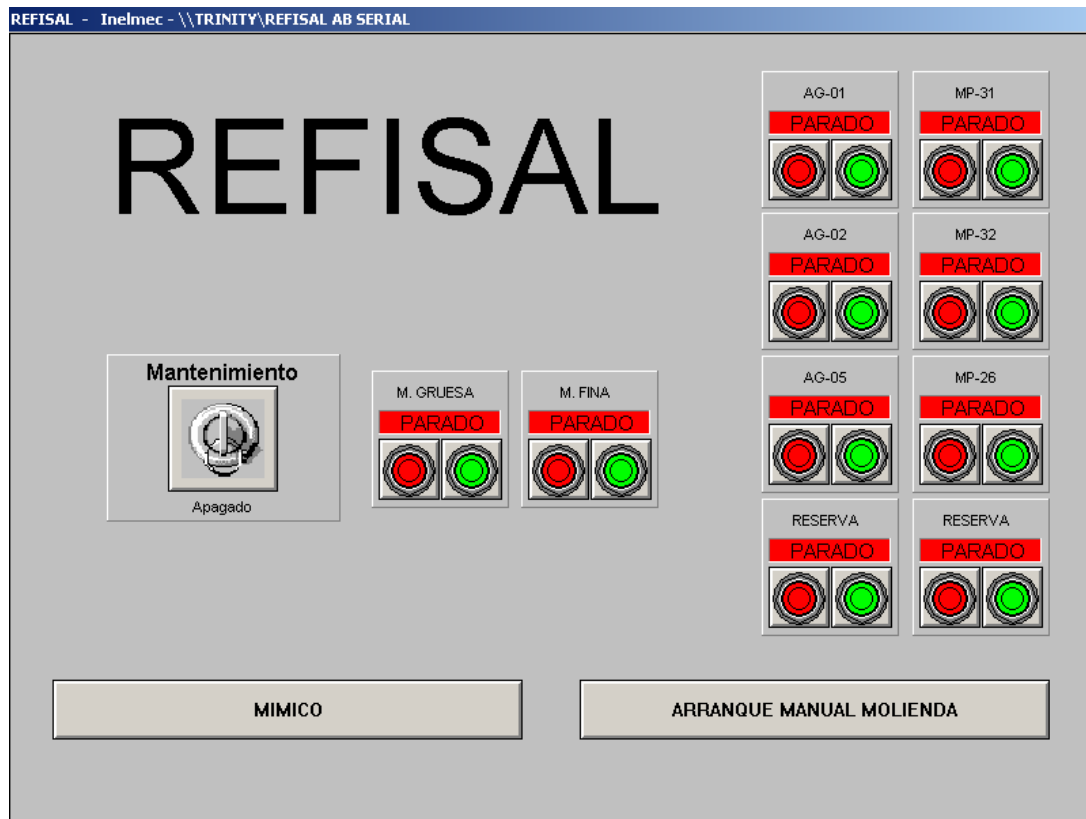 REFISAL - Inelmec - \\TRINITY\REFISAL AB SERIAL
REFISAL
AG-01
PARADO
MP-31
PARADO
AG-02
PARADO
MP-32
PARADO
Mantenimiento
Apagado
M. GRUESA
PARADO
M. FINA
PARADO
AG-05
PARADO
MP-26
PARADO
RESERVA
PARADO
RESERVA
PARADO
MIMICO
ARRANQUE MANUAL MOLIENDA